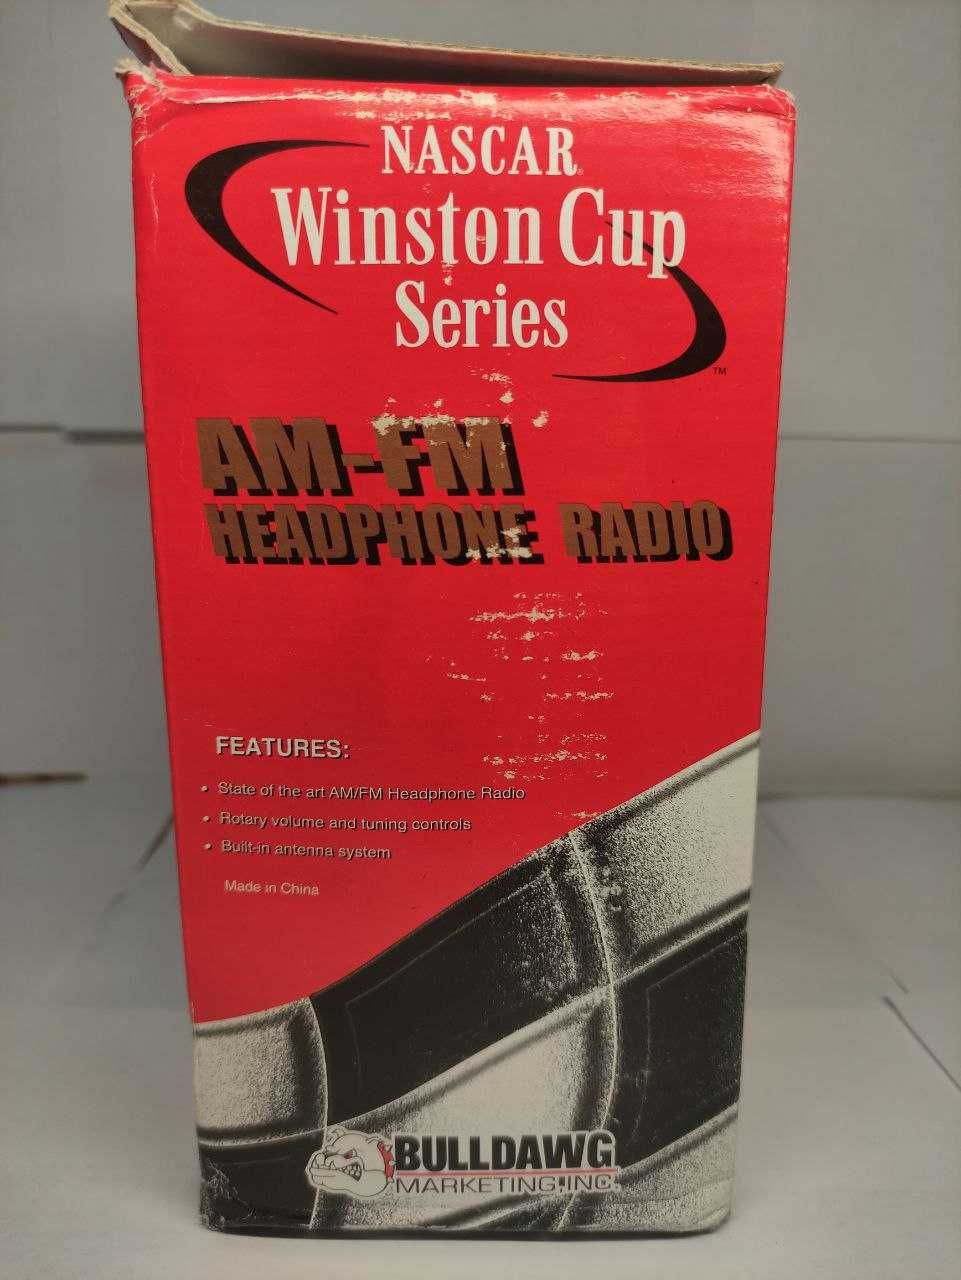 NASCAR®
Winston Cup
Series
TM
AM-FM
HEADPHONE RADIO
FEATURES:
• State of the art AM/FM Headphone Radio
• Rotary volume and tuning controls
• Built-in antenna system
Made in China
BULLDAWG
MARKETING, INC.